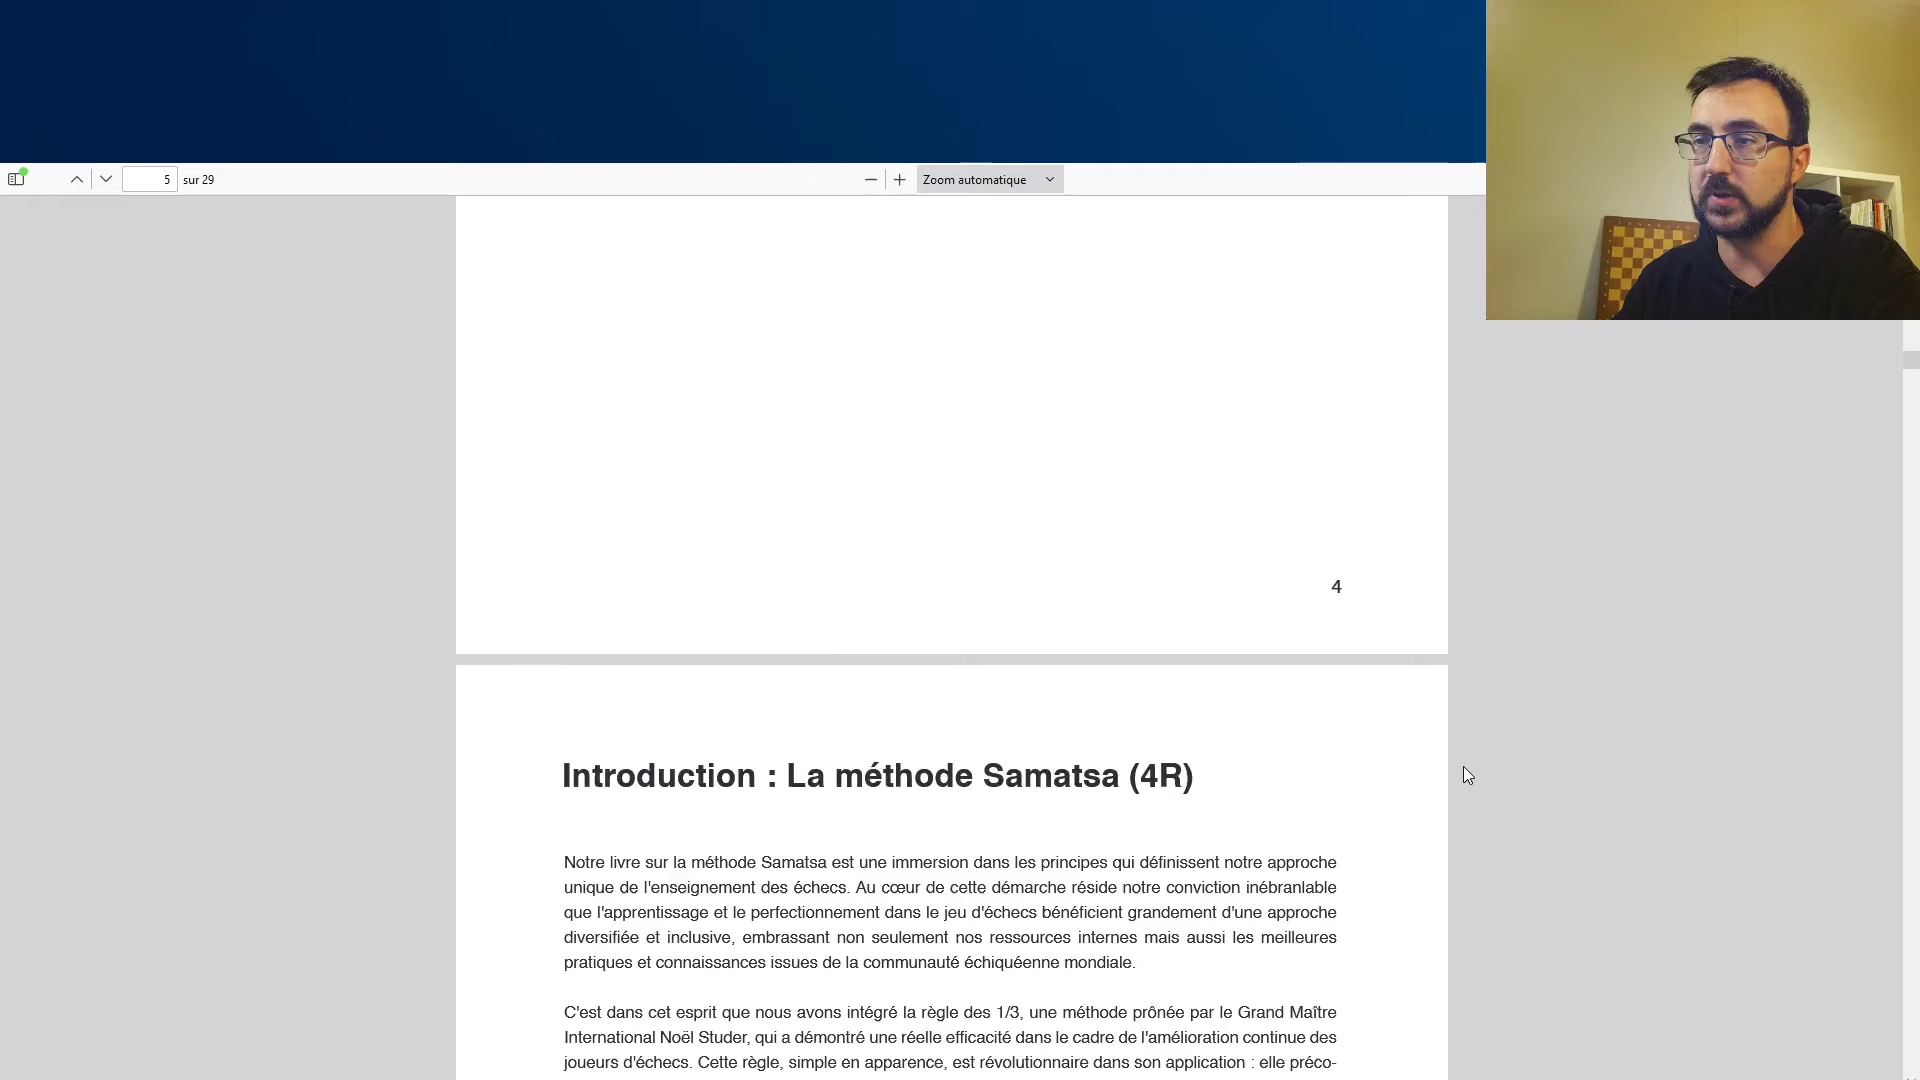 5 sur 29
Zoom automatique
4
Introduction : La méthode Samatsa (4R)
Notre livre sur la méthode Samatsa est une immersion dans les principes qui définissent notre approche
unique de l'enseignement des échecs. Au cœur de cette démarche réside notre conviction inébranlable
que l'apprentissage et le perfectionnement dans le jeu d'échecs bénéficient grandement d'une approche
diversifiée et inclusive, embrassant non seulement nos ressources internes mais aussi les meilleures
pratiques et connaissances issues de la communauté échiquéenne mondiale.
C'est dans cet esprit que nous avons intégré la règle des 1/3, une méthode prônée par le Grand Maître
International Noël Studer, qui a démontré une réelle efficacité dans le cadre de l'amélioration continue des
joueurs d'échecs. Cette règle, simple en apparence, est révolutionnaire dans son application : elle préco-